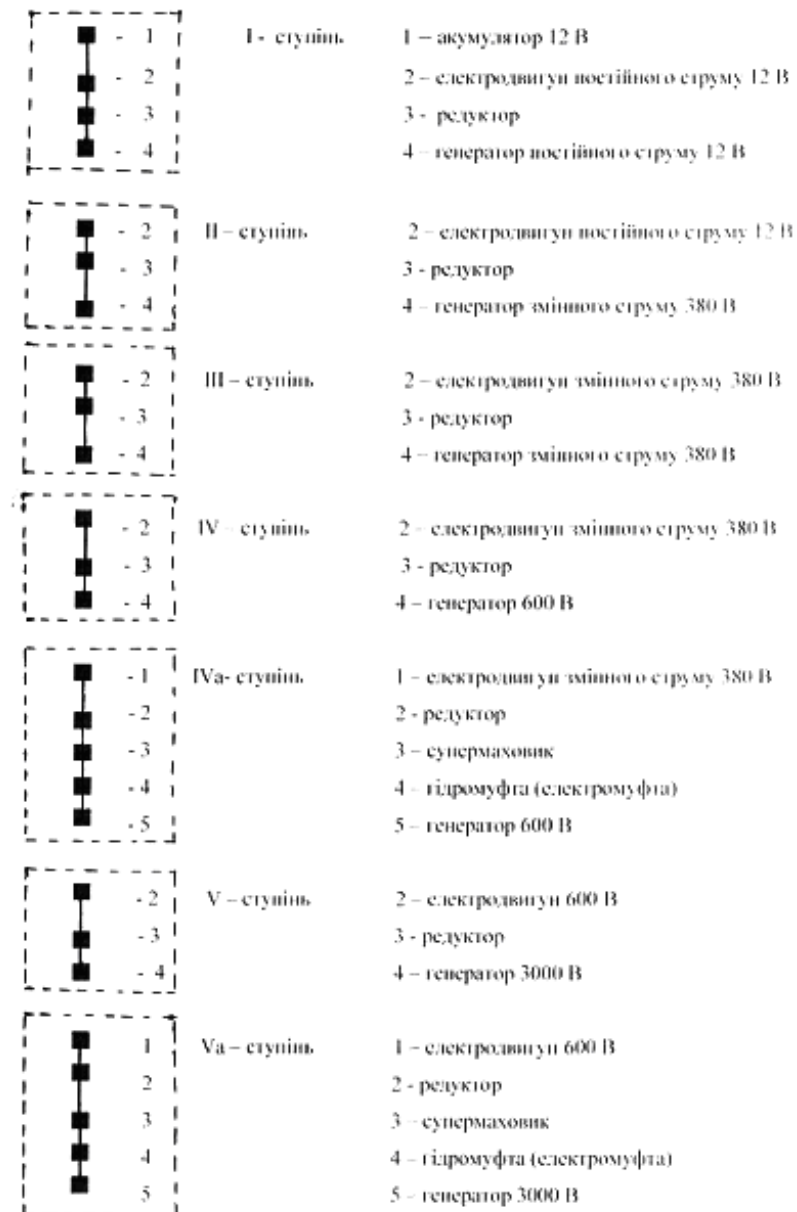 - 1 I - ступінь 1 – акумулятор 12 В
- 2 2 – електродвигун постійного струму 12 В
- 3 3 - редуктор
- 4 4 – генератор постійного струму 12 В
- 2 II – ступінь 2 – електродвигун постійного струму 12 В
- 3 3 - редуктор
- 4 4 – генератор змінного струму 380 В
- 2 III – ступінь 2 – електродвигун змінного струму 380 В
- 3 3 - редуктор
- 4 4 – генератор змінного струму 380 В
- 2 IV – ступінь 2 – електродвигун змінного струму 380 В
- 3 3 - редуктор
- 4 4 – генератор 600 В
- 1 IVа- ступінь 1 – електродвигун змінного струму 380 В
- 2 2 - редуктор
- 3 3 – супермаховик
- 4 4 – гідромуфта (електромуфта)
- 5 5 – генератор 600 В
- 2 V – ступінь 2 – електродвигун 600 В
- 3 3 - редуктор
- 4 4 – генератор 3000 В
1 Vа – ступінь 1 – електродвигун 600 В
2 2 - редуктор
3 3 – супермаховик
4 4 – гідромуфта (електромуфта)
5 5 – генератор 3000 В